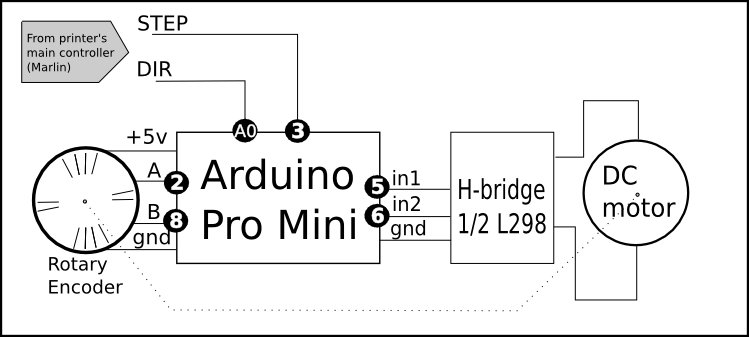 STEP
From printer's
main controller
(Marlin)
DIR
A0
3
+5v
A
2
B
8
gnd
Rotary
Encoder
Arduino
Pro Mini
5
in1
6
in2
gnd
H-bridge
1/2 L298
DC
motor